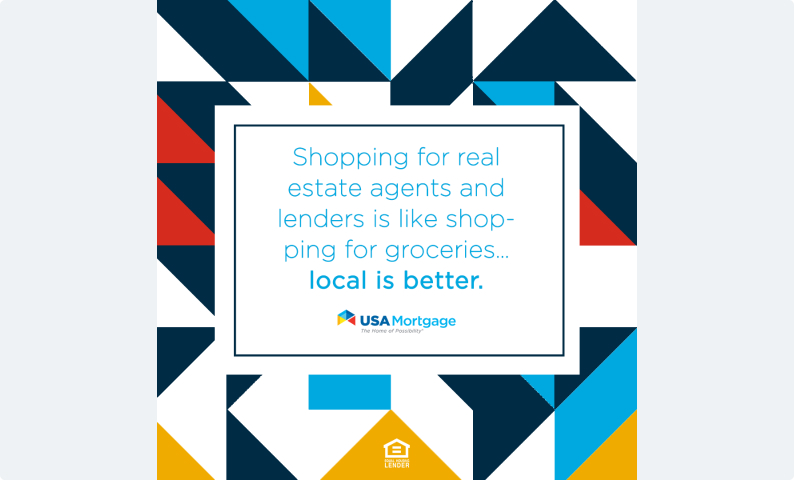 Shopping for real
estate agents and
lenders is like shop-
ping for groceries...
local is better.
USA Mortgage
The Home of Possibility®
EQUAL HOUSING
LENDER